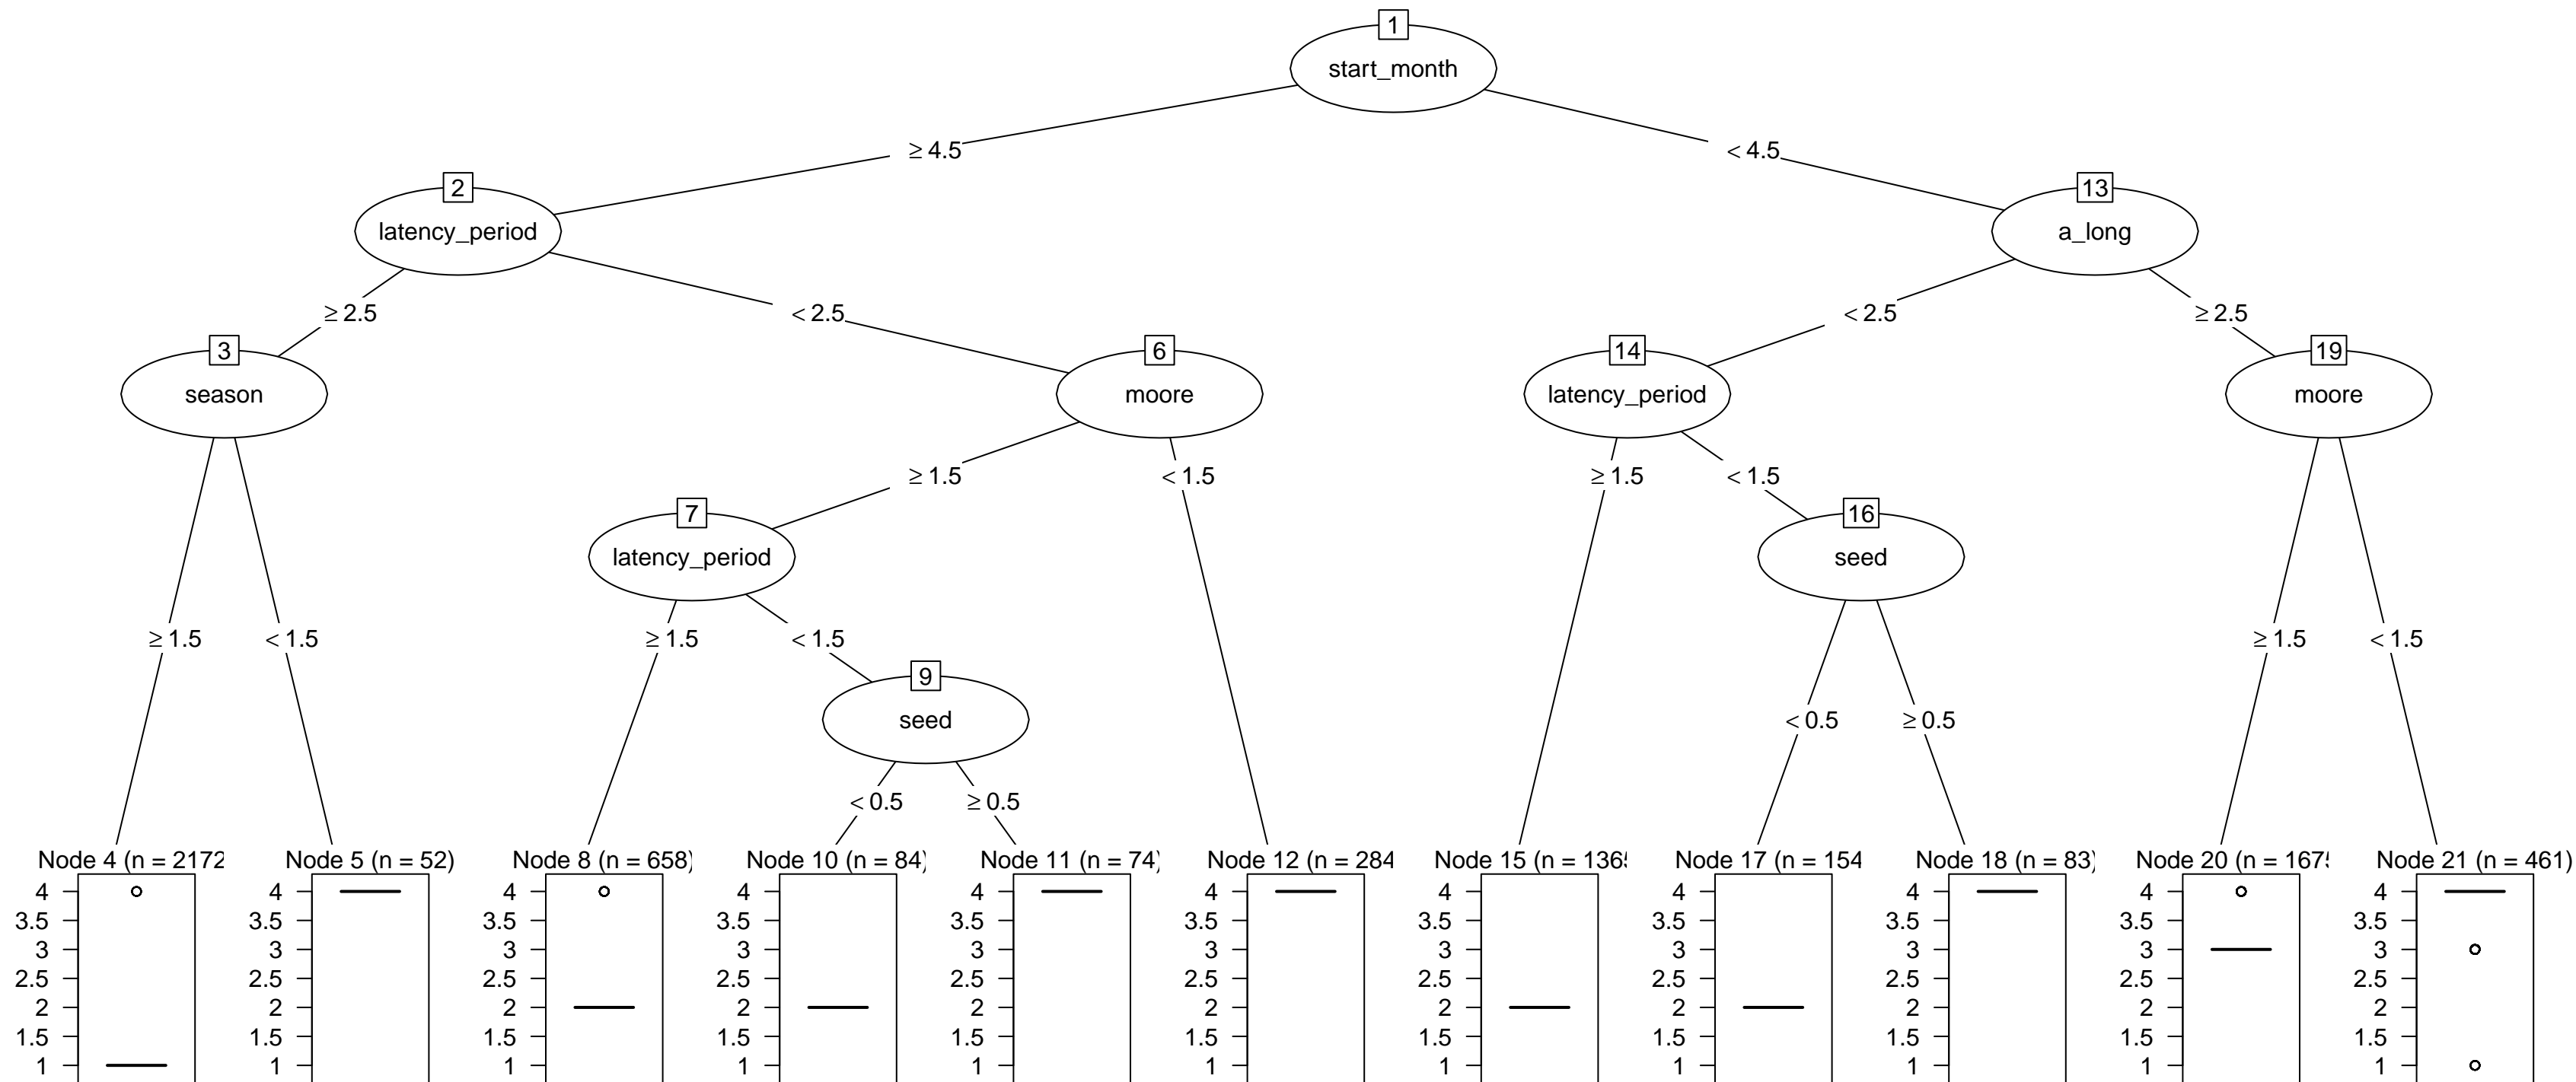 1
start_month
≥ 4.5
< 4.5
2
latency_period
13
a_long
≥ 2.5
< 2.5
< 2.5
≥ 2.5
3
season
6
moore
14
latency_period
19
moore
≥ 1.5
< 1.5
≥ 1.5
< 1.5
7
latency_period
16
seed
≥ 1.5
< 1.5
≥ 1.5
< 1.5
≥ 1.5
< 1.5
9
seed
< 0.5
≥ 0.5
< 0.5
≥ 0.5
Node 4 (n = 2172
Node 5 (n = 52)
Node 8 (n = 658)
Node 10 (n = 84)
Node 11 (n = 74)
Node 12 (n = 284
Node 15 (n = 136
Node 17 (n = 154
Node 18 (n = 83)
Node 20 (n = 167
Node 21 (n = 461)
4 4 4 4 4 4 4 4 4 4 4
3.5 3.5 3.5 3.5 3.5 3.5 3.5 3.5 3.5 3.5 3.5
3 3 3 3 3 3 3 3 3 3 3
2.5 2.5 2.5 2.5 2.5 2.5 2.5 2.5 2.5 2.5 2.5
2 2 2 2 2 2 2 2 2 2 2
1.5 1.5 1.5 1.5 1.5 1.5 1.5 1.5 1.5 1.5 1.5
1 1 1 1 1 1 1 1 1 1 1